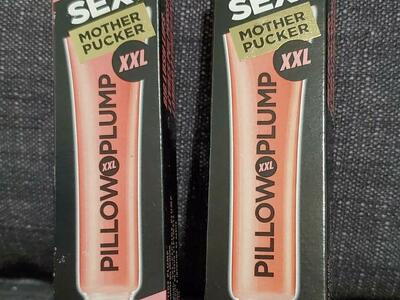 SEX
MOTHER
PUCKER
XXL
PILLOW XXL PLUMP
SEX
MOTHER
PUCKER
XXL
PILLOW XXL PLUMP